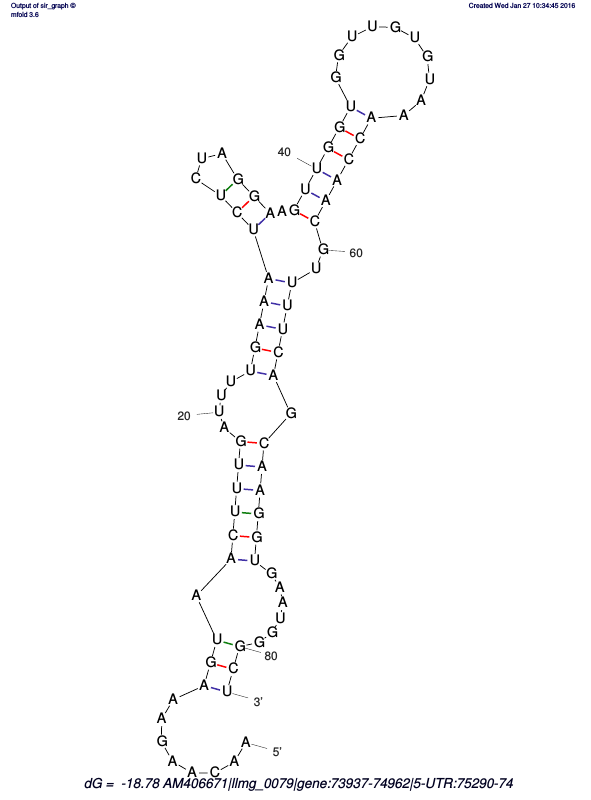 Output of sir_graph ©
mfold 3.6
Created Wed Jan 27 10:34:45 2016
5'
AACAAGAAAGUAACUUUGAUUUUGAAAUCUCUAGGAAGUUGGUGGUUGUGUAAACCAACGUUUUCAGCAAGGUGAAUGGGCU
3'
20
40
60
80
dG = -18.78 AM406671|llmg_0079|gene:73937-74962|5-UTR:75290-74